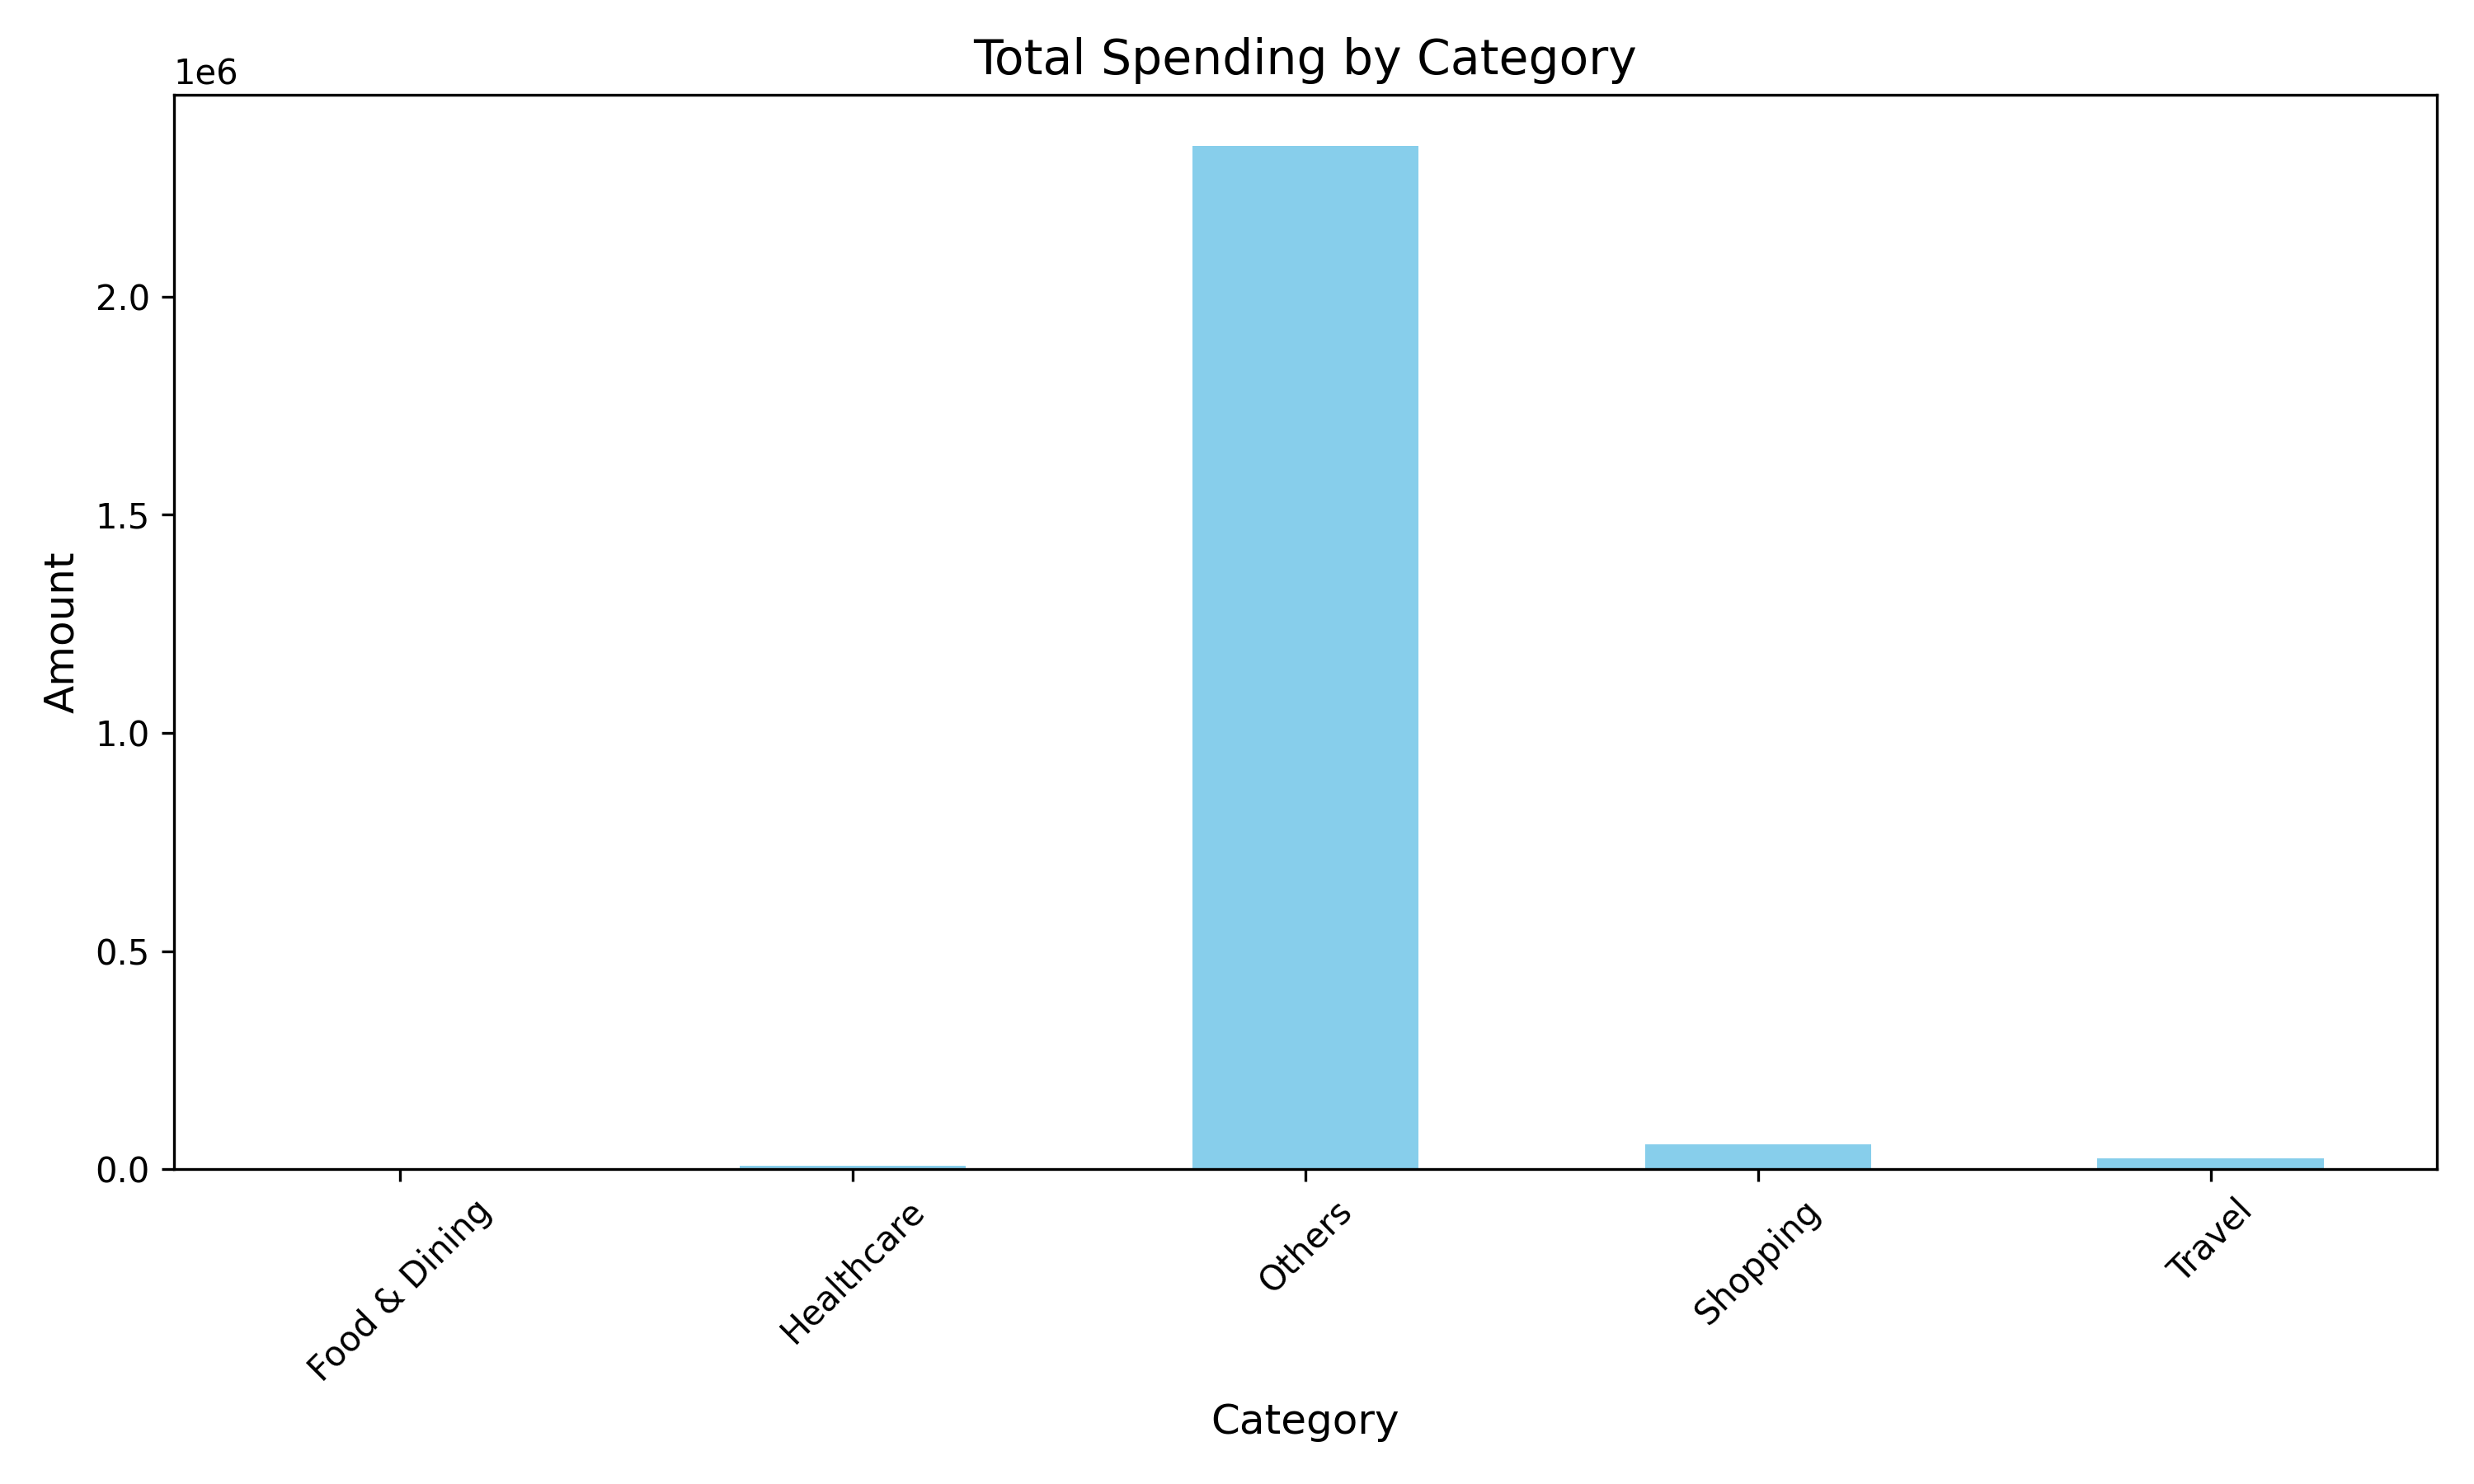 Total Spending by Category
1e6
2.0
1.5
1.0
0.5
0.0
Amount
Food & Dining
Healthcare
Others
Shopping
Travel
Category